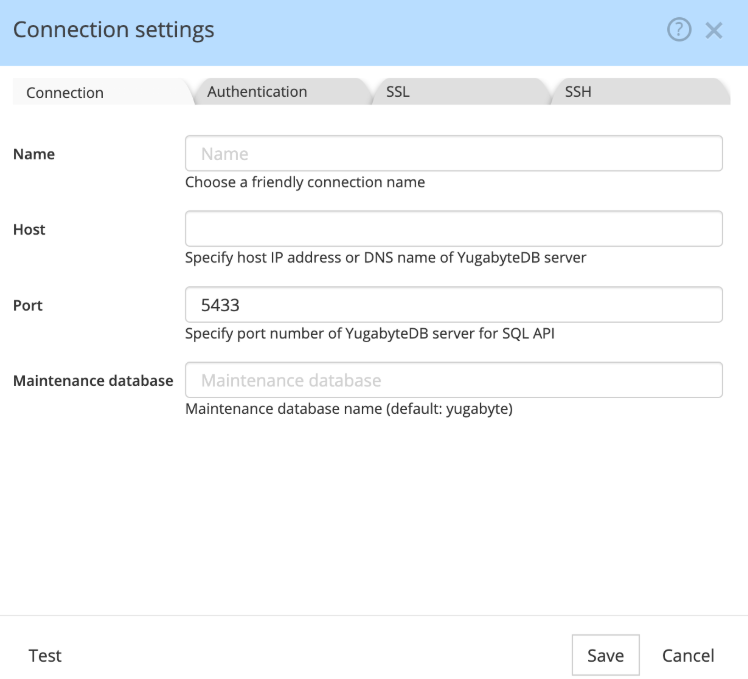 Connection settings
?
Connection Authentication SSL SSH
Name Name
Choose a friendly connection name
Host
Specify host IP address or DNS name of YugabyteDB server
Port 5433
Specify port number of YugabyteDB server for SQL API
Maintenance database Maintenance database
Maintenance database name (default: yugabyte)
Test Save Cancel